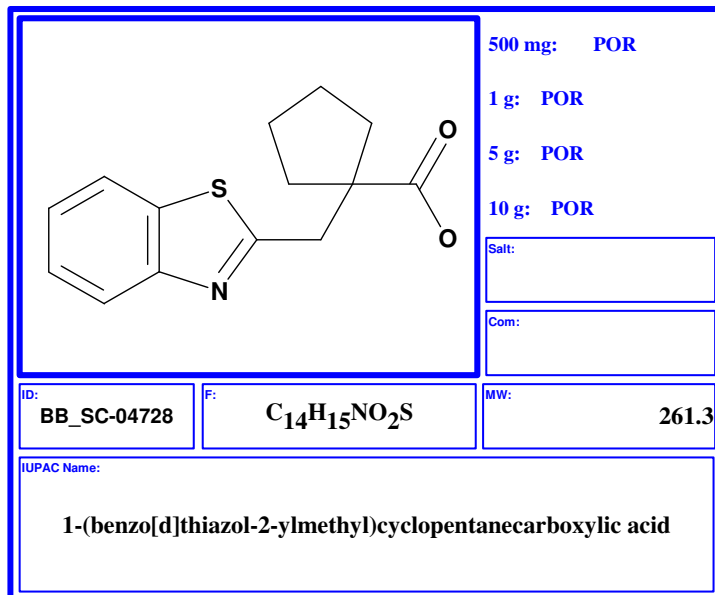 500 mg: POR
1 g: POR
5 g: POR
10 g: POR
S
N
O
O
Salt:
Com:
ID:
BB_SC-04728
F:
C14H15NO2S
MW:
261.3
IUPAC Name:
1-(benzo[d]thiazol-2-ylmethyl)cyclopentanecarboxylic acid